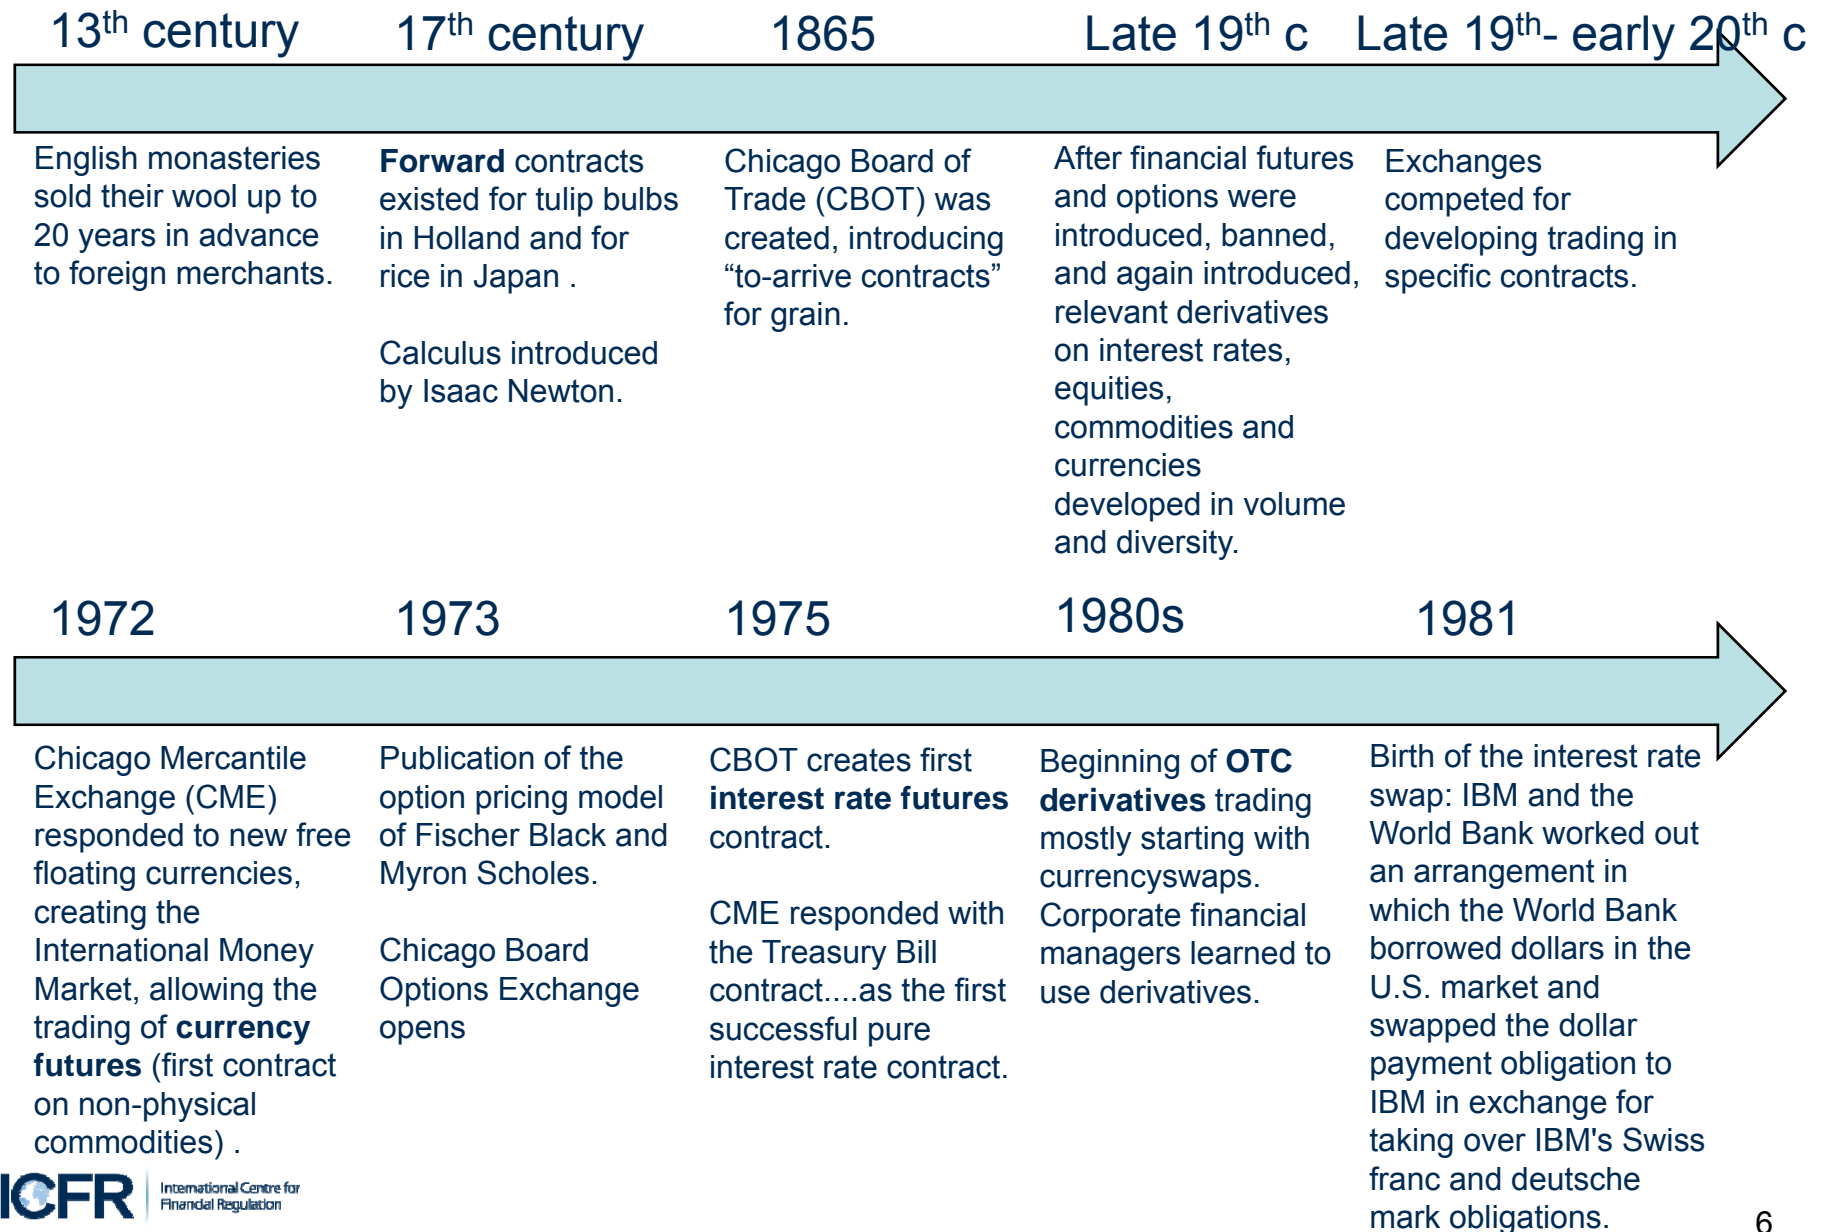 13th century
English monasteries
sold their wool up to
20 years in advance
to foreign merchants.
17th century
Forward contracts
existed for tulip bulbs
in Holland and for
rice in Japan .
Calculus introduced
by Isaac Newton.
1865
Chicago Board of
Trade (CBOT) was
created, introducing
“to-arrive contracts”
for grain.
Late 19th c
After financial futures
and options were
introduced, banned,
and again introduced,
relevant derivatives
on interest rates,
equities,
commodities and
currencies
developed in volume
and diversity.
Late 19th- early 20th c
Exchanges
competed for
developing trading in
specific contracts.
1972
Chicago Mercantile
Exchange (CME)
responded to new free
floating currencies,
creating the
International Money
Market, allowing the
trading of currency
futures (first contract
on non-physical
commodities) .
1973
Publication of the
option pricing model
of Fischer Black and
Myron Scholes.
Chicago Board
Options Exchange
opens
1975
CBOT creates first
interest rate futures
contract.
CME responded with
the Treasury Bill
contract....as the first
successful pure
interest rate contract.
1980s
Beginning of OTC
derivatives trading
mostly starting with
currencyswaps.
Corporate financial
managers learned to
use derivatives.
1981
Birth of the interest rate
swap: IBM and the
World Bank worked out
an arrangement in
which the World Bank
borrowed dollars in the
U.S. market and
swapped the dollar
payment obligation to
IBM in exchange for
taking over IBM's Swiss
franc and deutsche
mark obligations.
ICFR
International Centre for
Financial Regulation
6